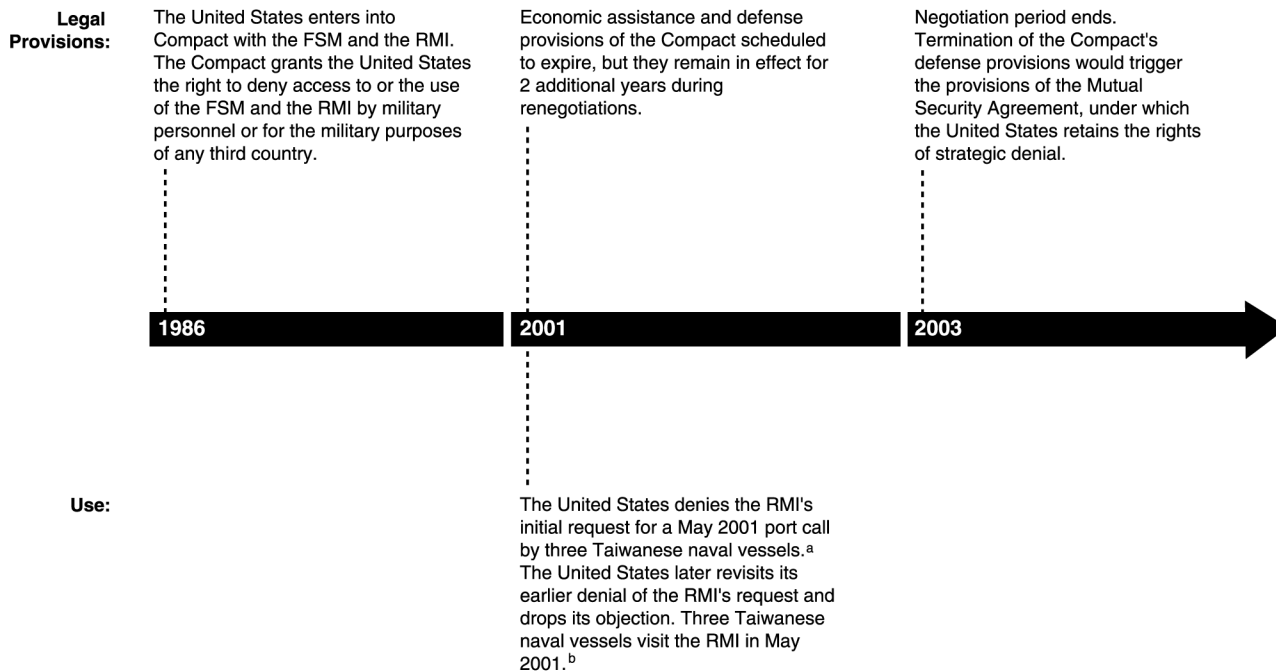 Legal
Provisions:
The United States enters into
Compact with the FSM and the RMI.
The Compact grants the United States
the right to deny access to or the use
of the FSM and the RMI by military
personnel or for the military purposes
of any third country.
Economic assistance and defense
provisions of the Compact scheduled
to expire, but they remain in effect for
2 additional years during
renegotiations.
Negotiation period ends.
Termination of the Compact's
defense provisions would trigger
the provisions of the Mutual
Security Agreement, under which
the United States retains the rights
of strategic denial.
1986
2001
2003
Use:
The United States denies the RMI's
initial request for a May 2001 port call
by three Taiwanese naval vessels.a
The United States later revisits its
earlier denial of the RMI's request and
drops its objection. Three Taiwanese
naval vessels visit the RMI in May
2001.b